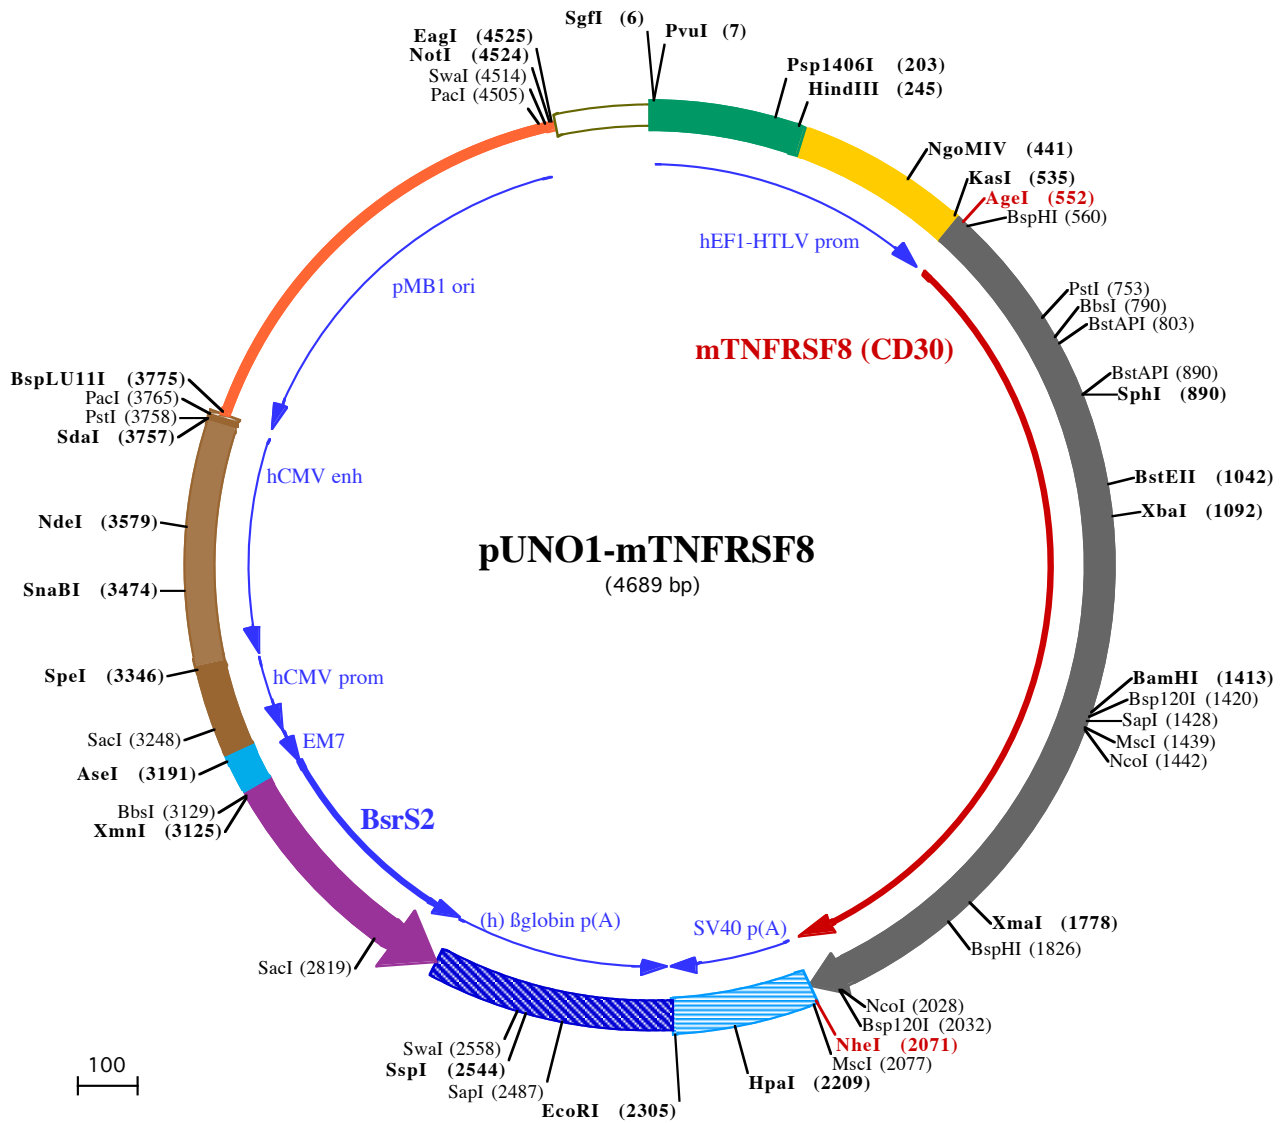 SgfI (6)
PvuI (7)
EagI (4525)
NotI (4524)
SwaI (4514)
PacI (4505)
Psp1406I (203)
HindIII (245)
NgoMIV (441)
KasI (535)
AgeI (552)
BspHI (560)
hEF1-HTLV prom
pMB1 ori
PstI (753)
BbsI (790)
BstAPI (803)
mTNFRSF8 (CD30)
BstAPI (890)
SphI (890)
BspLU11I (3775)
PacI (3765)
PstI (3758)
SdaI (3757)
hCMV enh
BstEII (1042)
XbaI (1092)
NdeI (3579)
pUNO1-mTNFRSF8
(4689 bp)
SnaBI (3474)
SpeI (3346)
hCMV prom
BamHI (1413)
Bsp120I (1420)
SapI (1428)
MscI (1439)
NcoI (1442)
SacI (3248)
EM7
AseI (3191)
BbsI (3129)
XmnI (3125)
BsrS2
(h) ßglobin p(A)
SV40 p(A)
XmaI (1778)
BspHI (1826)
SacI (2819)
NcoI (2028)
Bsp120I (2032)
NheI (2071)
MscI (2077)
HpaI (2209)
SwaI (2558)
SspI (2544)
SapI (2487)
EcoRI (2305)
100